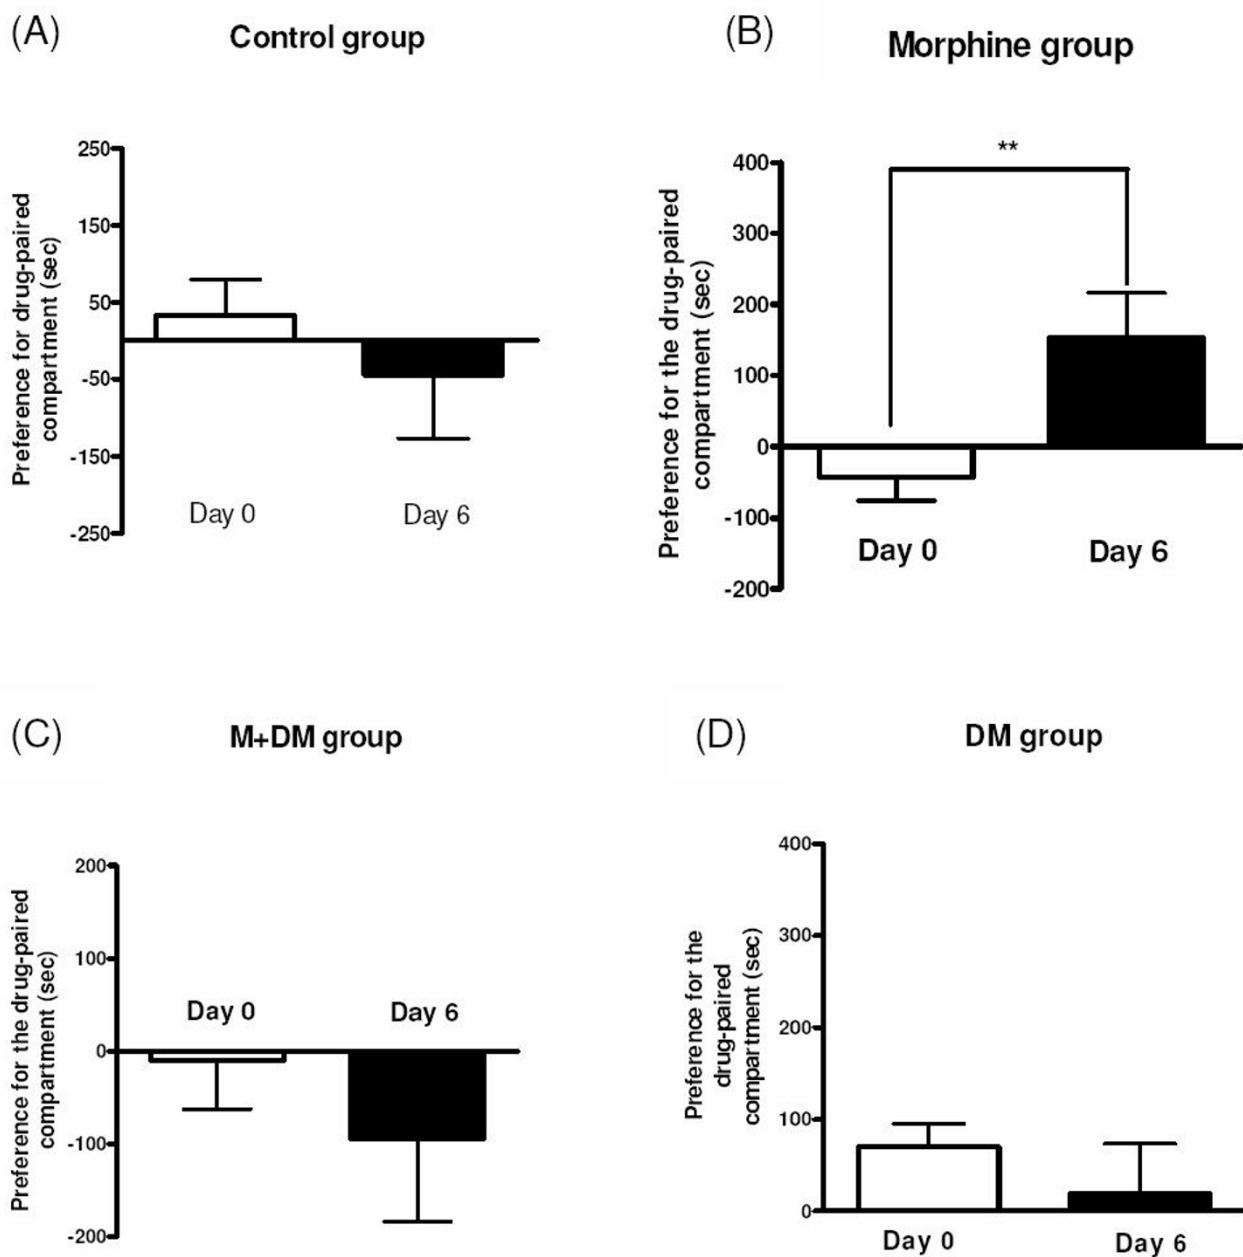 (A)
Control group
Preference for drug-paired
compartment (sec)
250
150
50
-50
-150
-250
Day 0
Day 6
(B)
Morphine group
Preference for the drug-paired
compartment (sec)
400
300
200
100
0
-100
-200
**
Day 0
Day 6
(C)
M+DM group
Preference for the drug-paired
compartment (sec)
200
100
0
-100
-200
Day 0
Day 6
(D)
DM group
Preference for the
drug-paired
compartment (sec)
400
300
200
100
0
Day 0
Day 6